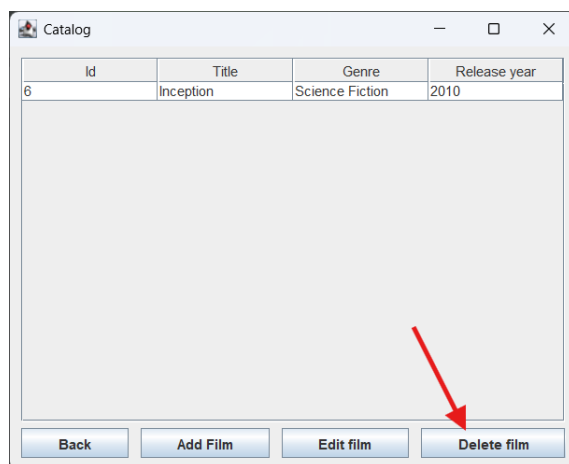 Catalog
Id Title Genre Release year
6 Inception Science Fiction 2010
Back Add Film Edit film Delete film